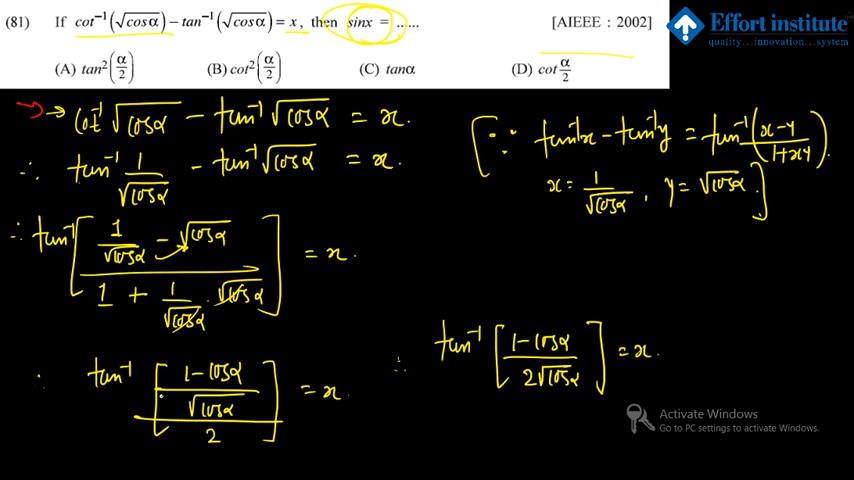 (81) If cot⁻¹(√cosα) − tan⁻¹(√cosα) = x, then sinx = ...... [AIEEE : 2002]
(A) tan²(α/2) (B) cot²(α/2) (C) tanα (D) cot α/2
Effort institute
quality...innovation...system
→ cot⁻¹ √cosα − tan⁻¹ √cosα = x.
∴ tan⁻¹ 1/√cosα − tan⁻¹ √cosα = x.
[∵ tan⁻¹x − tan⁻¹y = tan⁻¹((x−y)/(1+xy)).
x = 1/√cosα , y = √cosα.]
∴ tan⁻¹[(1/√cosα − √cosα)/(1 + 1/√cosα · √cosα)] = x.
∴ tan⁻¹[((1−cosα)/√cosα)/2] = x.
∴ tan⁻¹[(1−cosα)/(2√cosα)] = x.
Activate Windows
Go to PC settings to activate Windows.